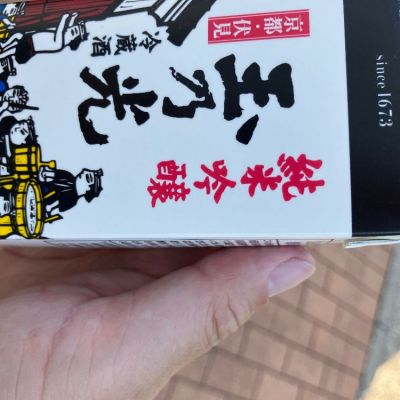 since 1673
京都・伏見
玉乃光
冷蔵酒
純米吟醸